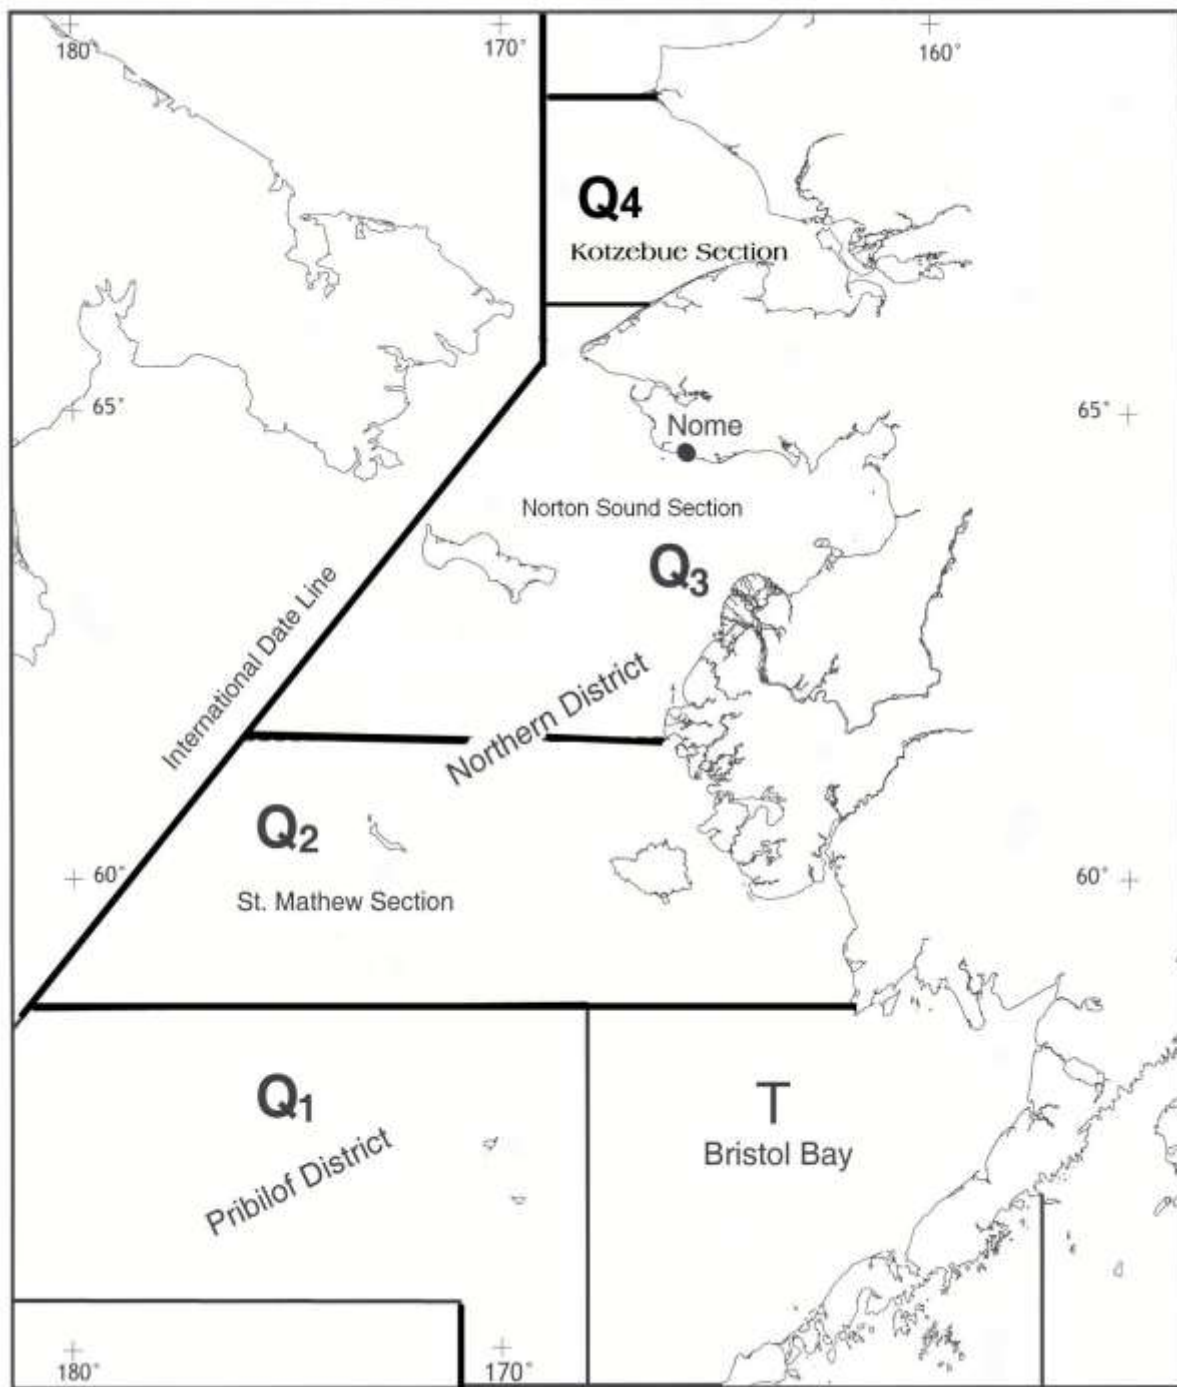 180° 170° 160°
Q4
Kotzebue Section
65° 65°
Nome
Norton Sound Section
Q3
International Date Line
Northern District
Q2
60° 60°
St. Mathew Section
Q1
T
Pribilof District
Bristol Bay
180° 170°